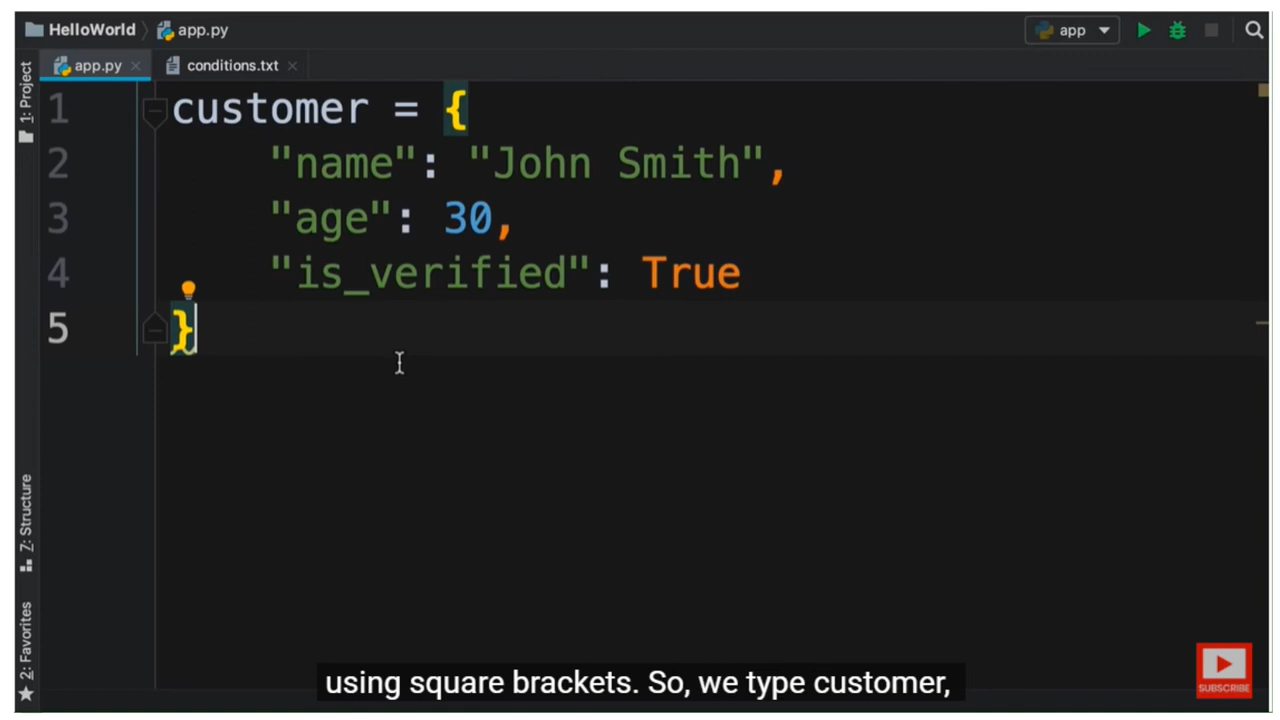 HelloWorld app.py app
app.py conditions.txt
1: Project
1 customer = {
2 "name": "John Smith",
3 "age": 30,
4 "is_verified": True
5 }
Z: Structure
2: Favorites
using square brackets. So, we type customer,
SUBSCRIBE